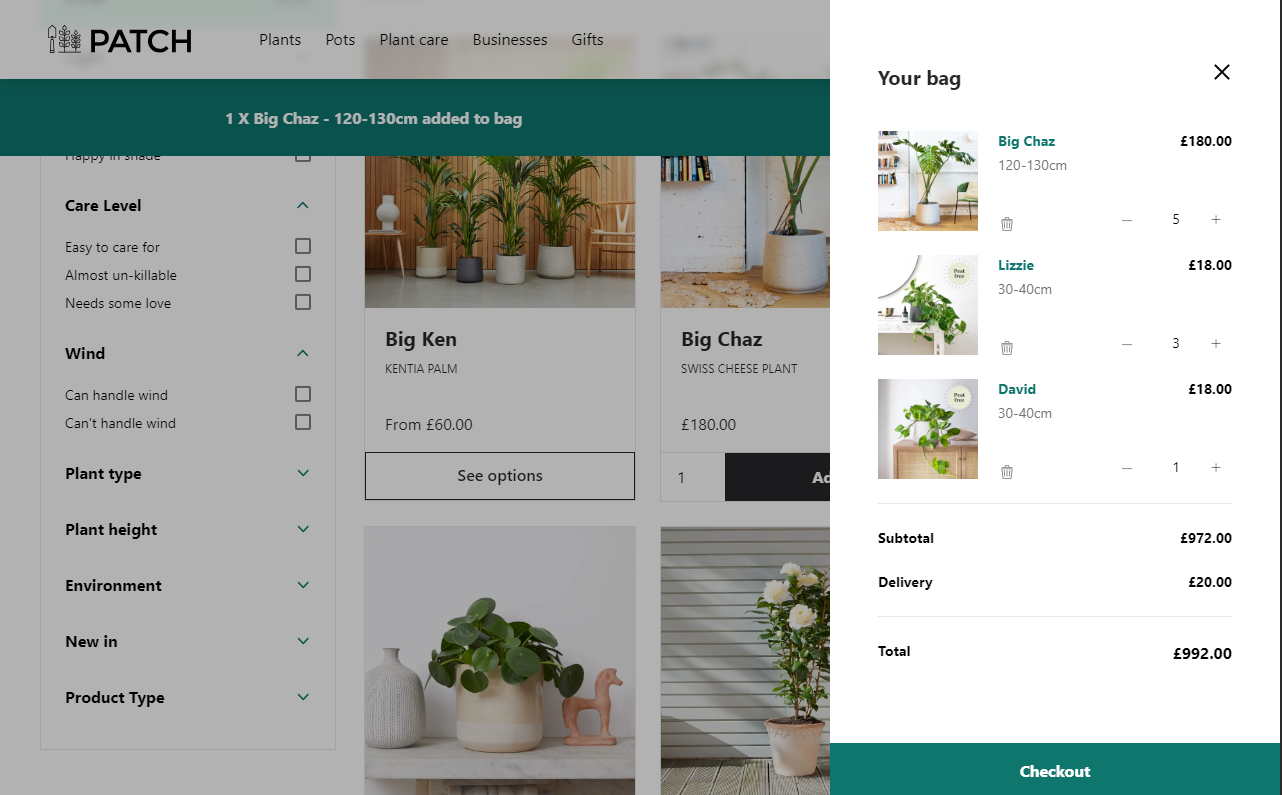 PATCH
Plants
Pots
Plant care
Businesses
Gifts
1 X Big Chaz - 120-130cm added to bag
Happy in shade
Care Level
Easy to care for
Almost un-killable
Needs some love
Wind
Can handle wind
Can't handle wind
Plant type
Plant height
Environment
New in
Product Type
Big Ken
KENTIA PALM
From £60.00
See options
Big Chaz
SWISS CHEESE PLANT
£180.00
1
Your bag
Big Chaz
£180.00
120-130cm
5
Peat
free
Lizzie
£18.00
30-40cm
3
Peat
free
David
£18.00
30-40cm
1
Subtotal
£972.00
Delivery
£20.00
Total
£992.00
Checkout